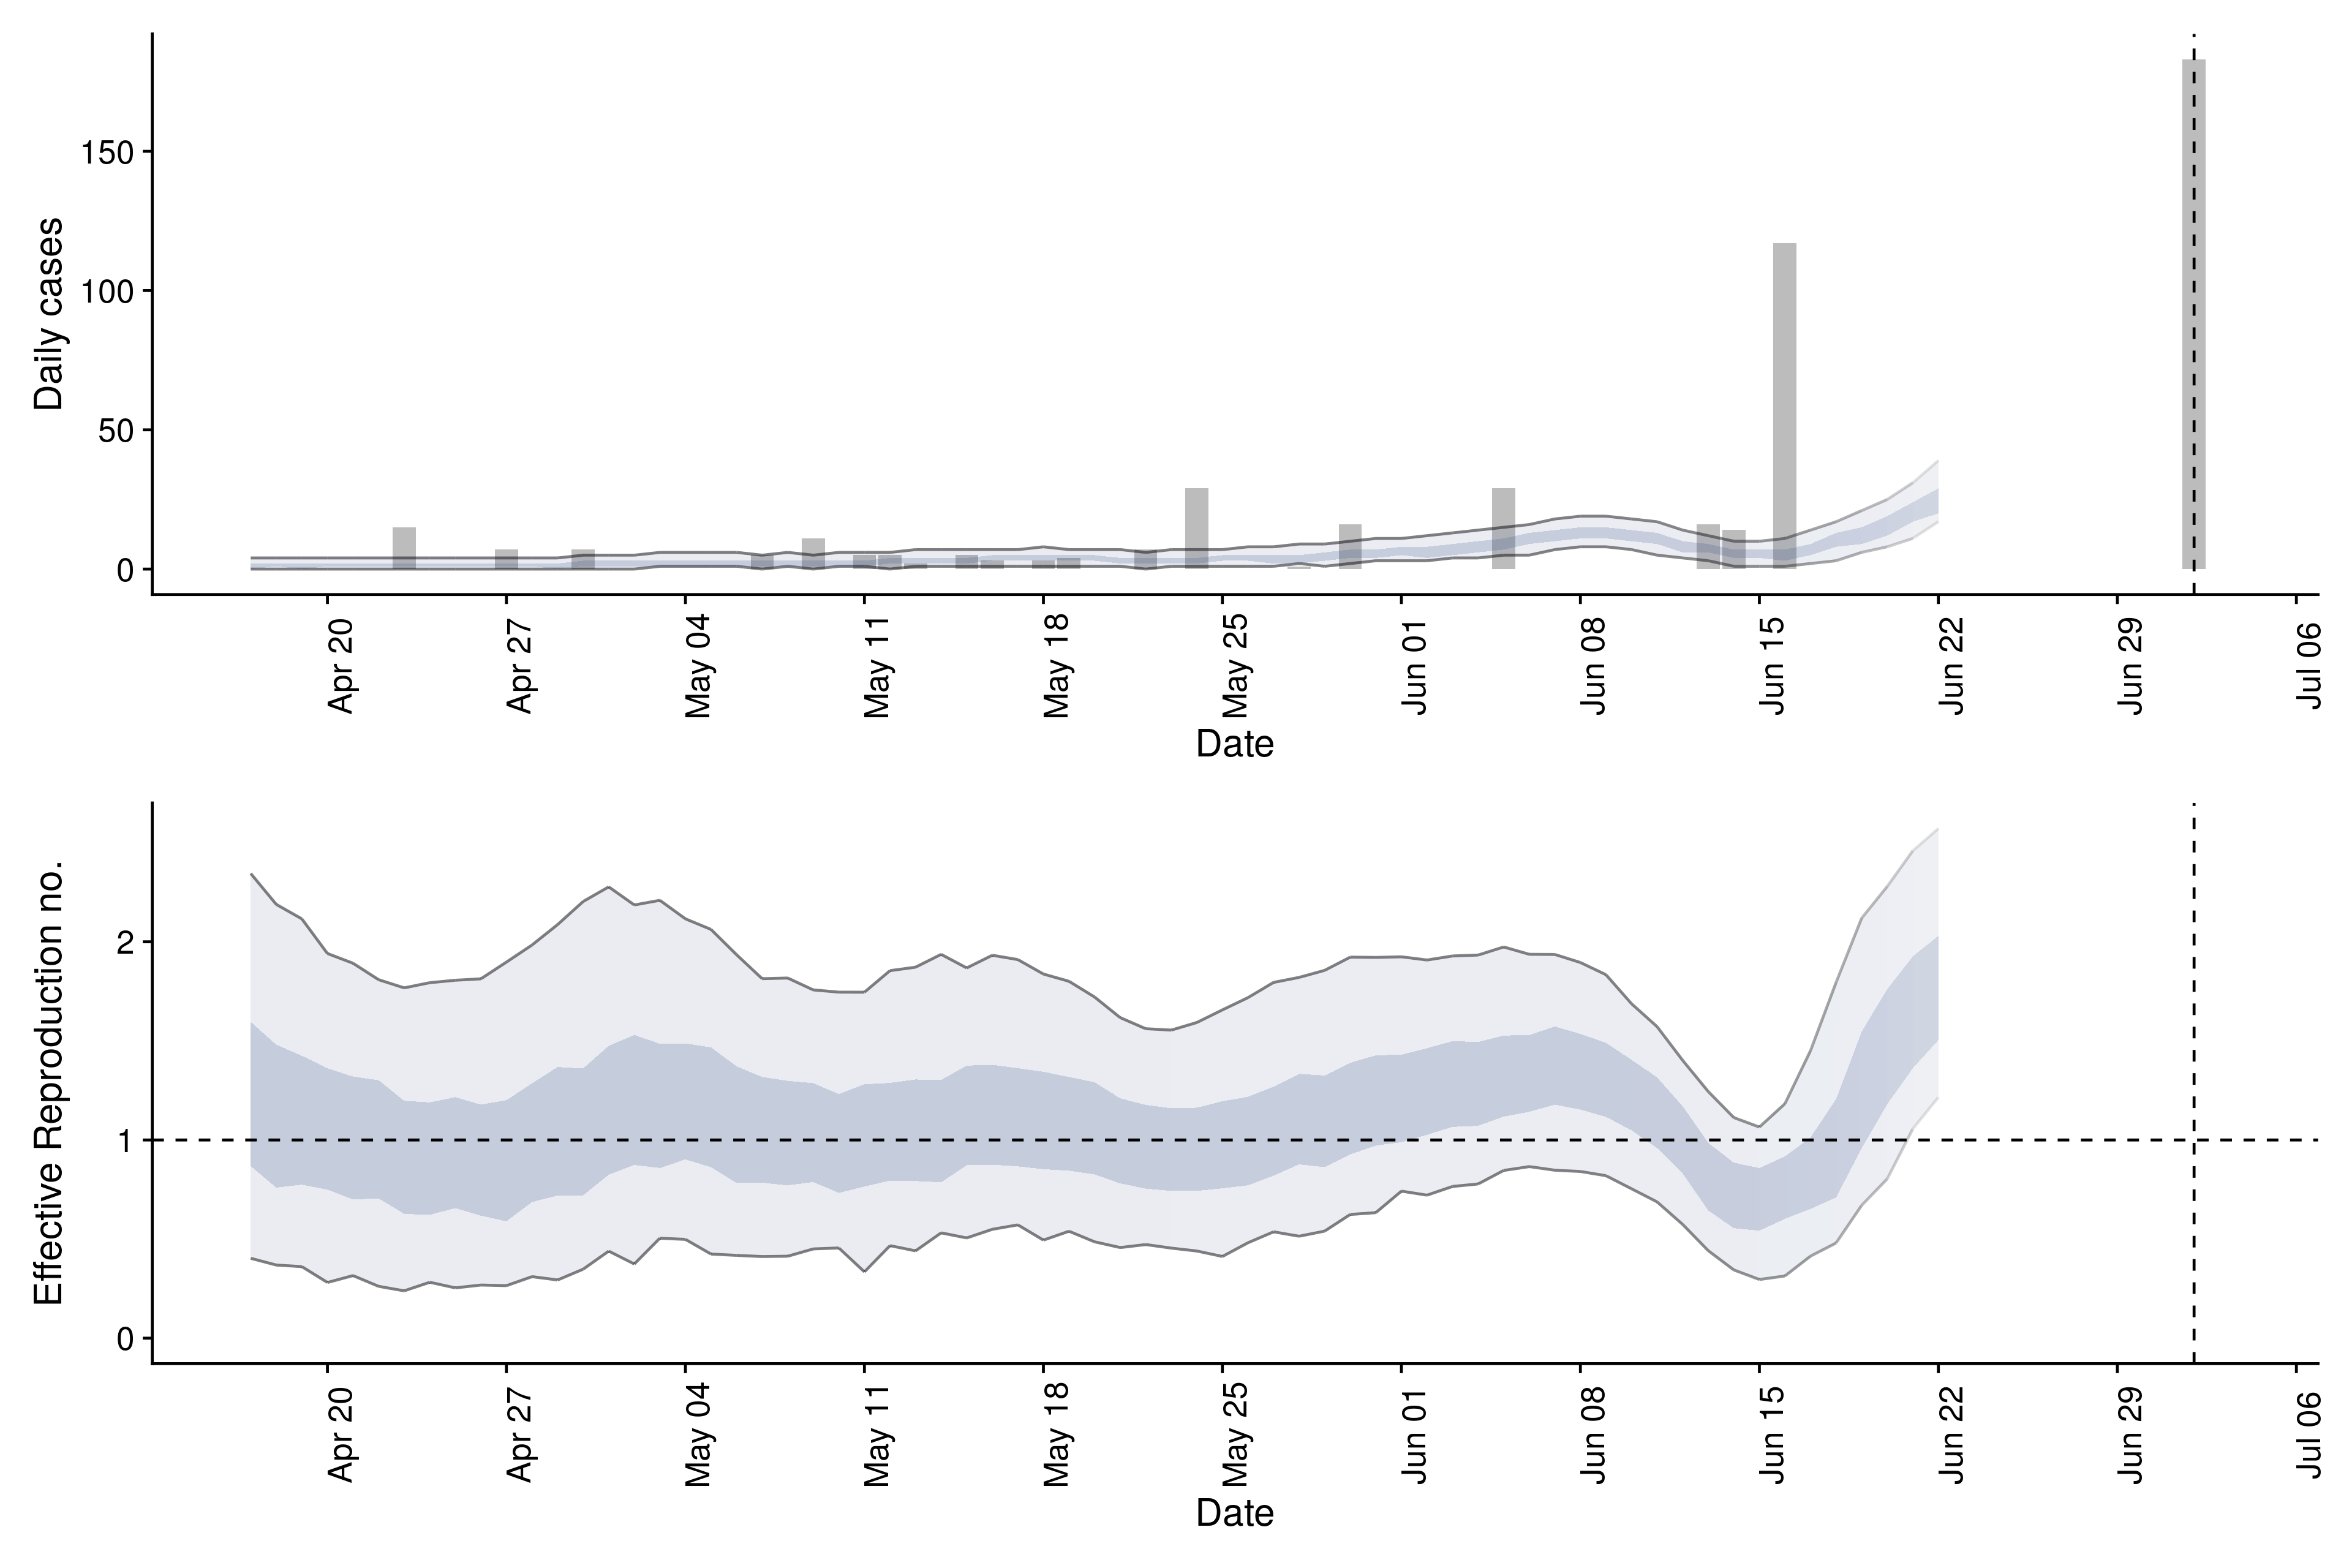 Daily cases
150
100
50
0
Apr 20
Apr 27
May 04
May 11
May 18
May 25
Jun 01
Jun 08
Jun 15
Jun 22
Jun 29
Jul 06
Date
Effective Reproduction no.
2
1
0
Apr 20
Apr 27
May 04
May 11
May 18
May 25
Jun 01
Jun 08
Jun 15
Jun 22
Jun 29
Jul 06
Date